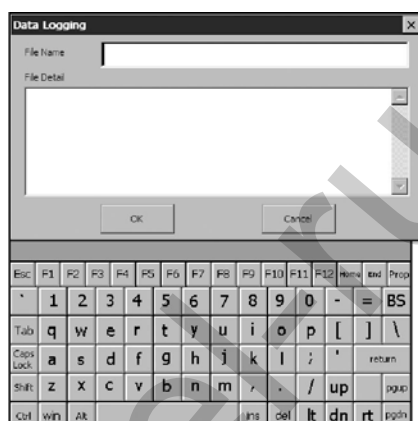 Data Logging ×
File Name
File Detail
OK Cancel
Esc F1 F2 F3 F4 F5 F6 F7 F8 F9 F10 F11 F12 Home End Prop
` 1 2 3 4 5 6 7 8 9 0 - = BS
Tab q w e r t y u i o p [ ] \
Caps Lock a s d f g h j k l ; ' return
Shift z x c v b n m , . / up pgup
Ctrl win Alt ins del lt dn rt pgdn